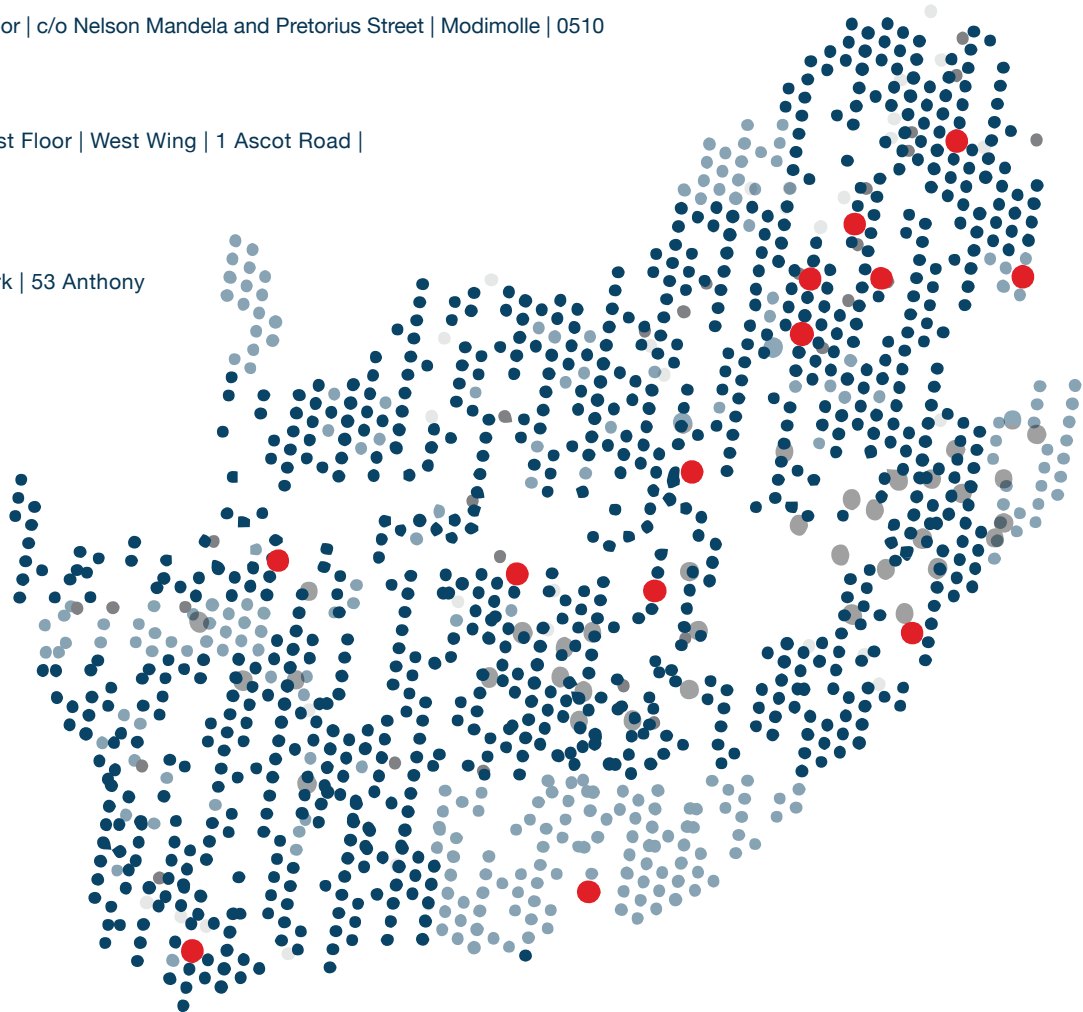 or | c/o Nelson Mandela and Pretorius Street | Modimolle | 0510
st Floor | West Wing | 1 Ascot Road |
k | 53 Anthony